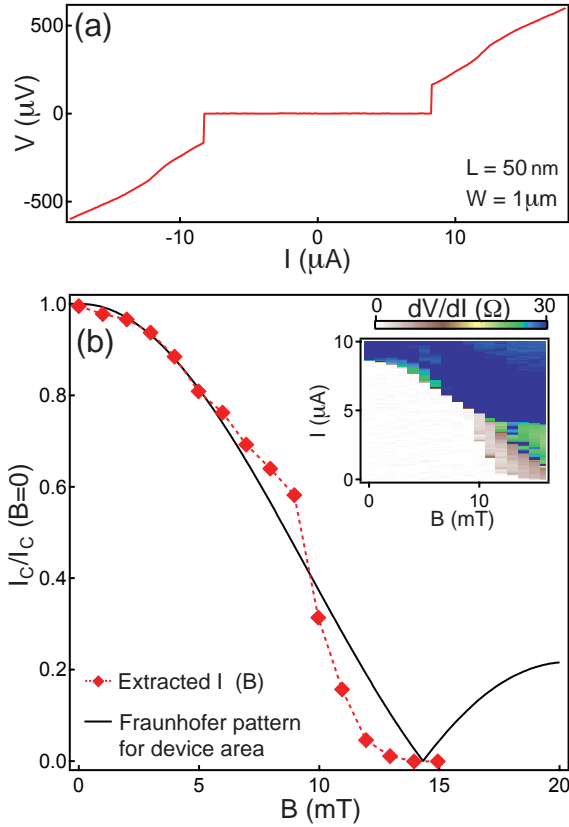 (a)
500
0
-500
V (μV)
L = 50 nm
W = 1μm
-10
0
10
I (μA)
(b)
1.0
0.8
0.6
0.4
0.2
0.0
I_C/I_C (B=0)
0
dV/dI (Ω)
30
10
5
0
I (μA)
0
10
B (mT)
Extracted I (B)
Fraunhofer pattern
for device area
0
5
10
15
20
B (mT)